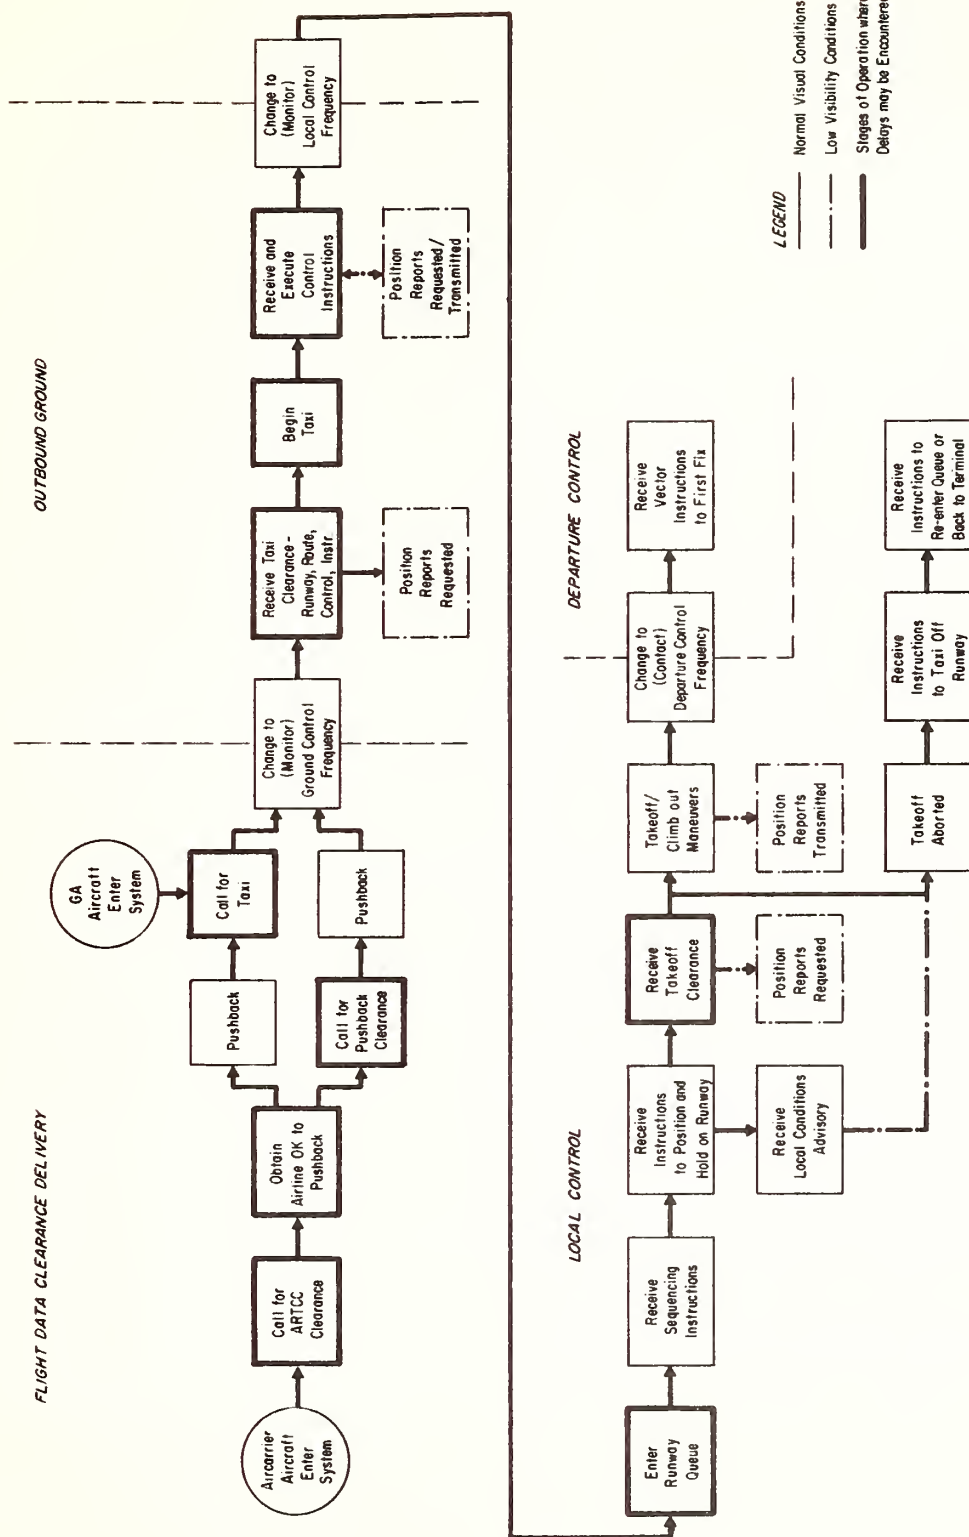 FLIGHT DATA CLEARANCE DELIVERY
OUTBOUND GROUND
Aircarrier
Aircraft
Enter
System
Call for
ARTCC
Clearance
Obtain
Airline OK to
Pushback
Pushback
Call for
Pushback
Clearance
GA
Aircraft
Enter
System
Call for
Taxi
Pushback
Change to
(Monitor)
Ground Control
Frequency
Receive Taxi
Clearance-
Runway, Route,
Control, Instr.
Position
Reports
Requested
Begin
Taxi
Receive and
Execute
Control
Instructions
Position
Reports
Requested/
Transmitted
Change to
(Monitor)
Local Control
Frequency
LOCAL CONTROL
DEPARTURE CONTROL
Enter
Runway
Queue
Receive
Sequencing
Instructions
Receive
Instructions
to Position and
Hold on Runway
Receive
Local Conditions
Advisory
Receive
Takeoff
Clearance
Position
Reports
Requested
Takeoff/
Climb out
Maneuvers
Position
Reports
Transmitted
Change to
(Contact)
Departure Control
Frequency
Receive
Vector
Instructions
to First Fix
Takeoff
Aborted
Receive
Instructions
to Taxi Off
Runway
Receive
Instructions to
Re-enter Queue or
Back to Terminal
LEGEND
Normal Visual Conditions
Low Visibility Conditions
Stages of Operation where
Delays may be Encountered